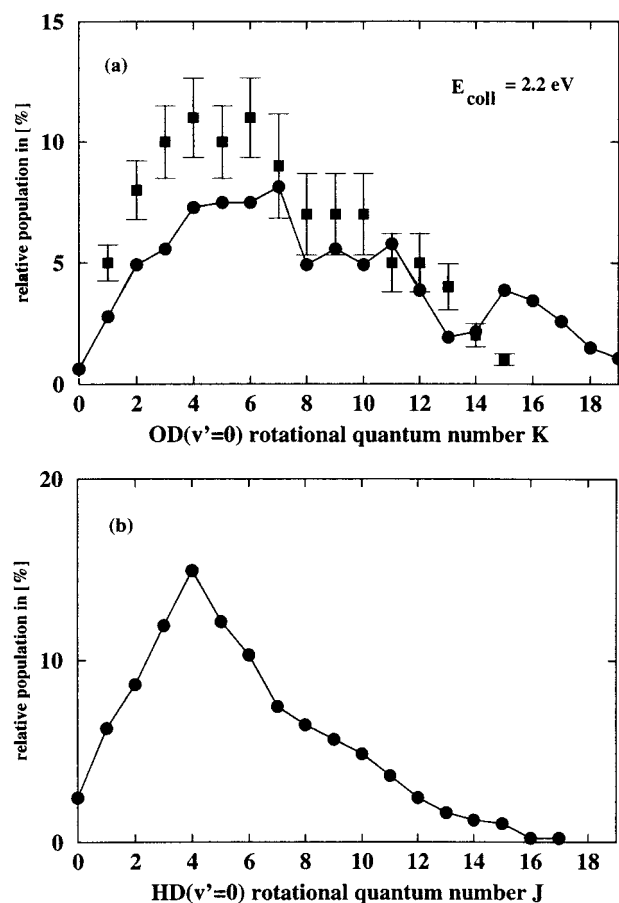 15
(a)
E coll = 2.2 eV
10
relative population in [%]
5
0
0 2 4 6 8 10 12 14 16 18
OD(v'=0) rotational quantum number K
20
(b)
relative population in [%]
10
0
0 2 4 6 8 10 12 14 16 18
HD(v'=0) rotational quantum number J